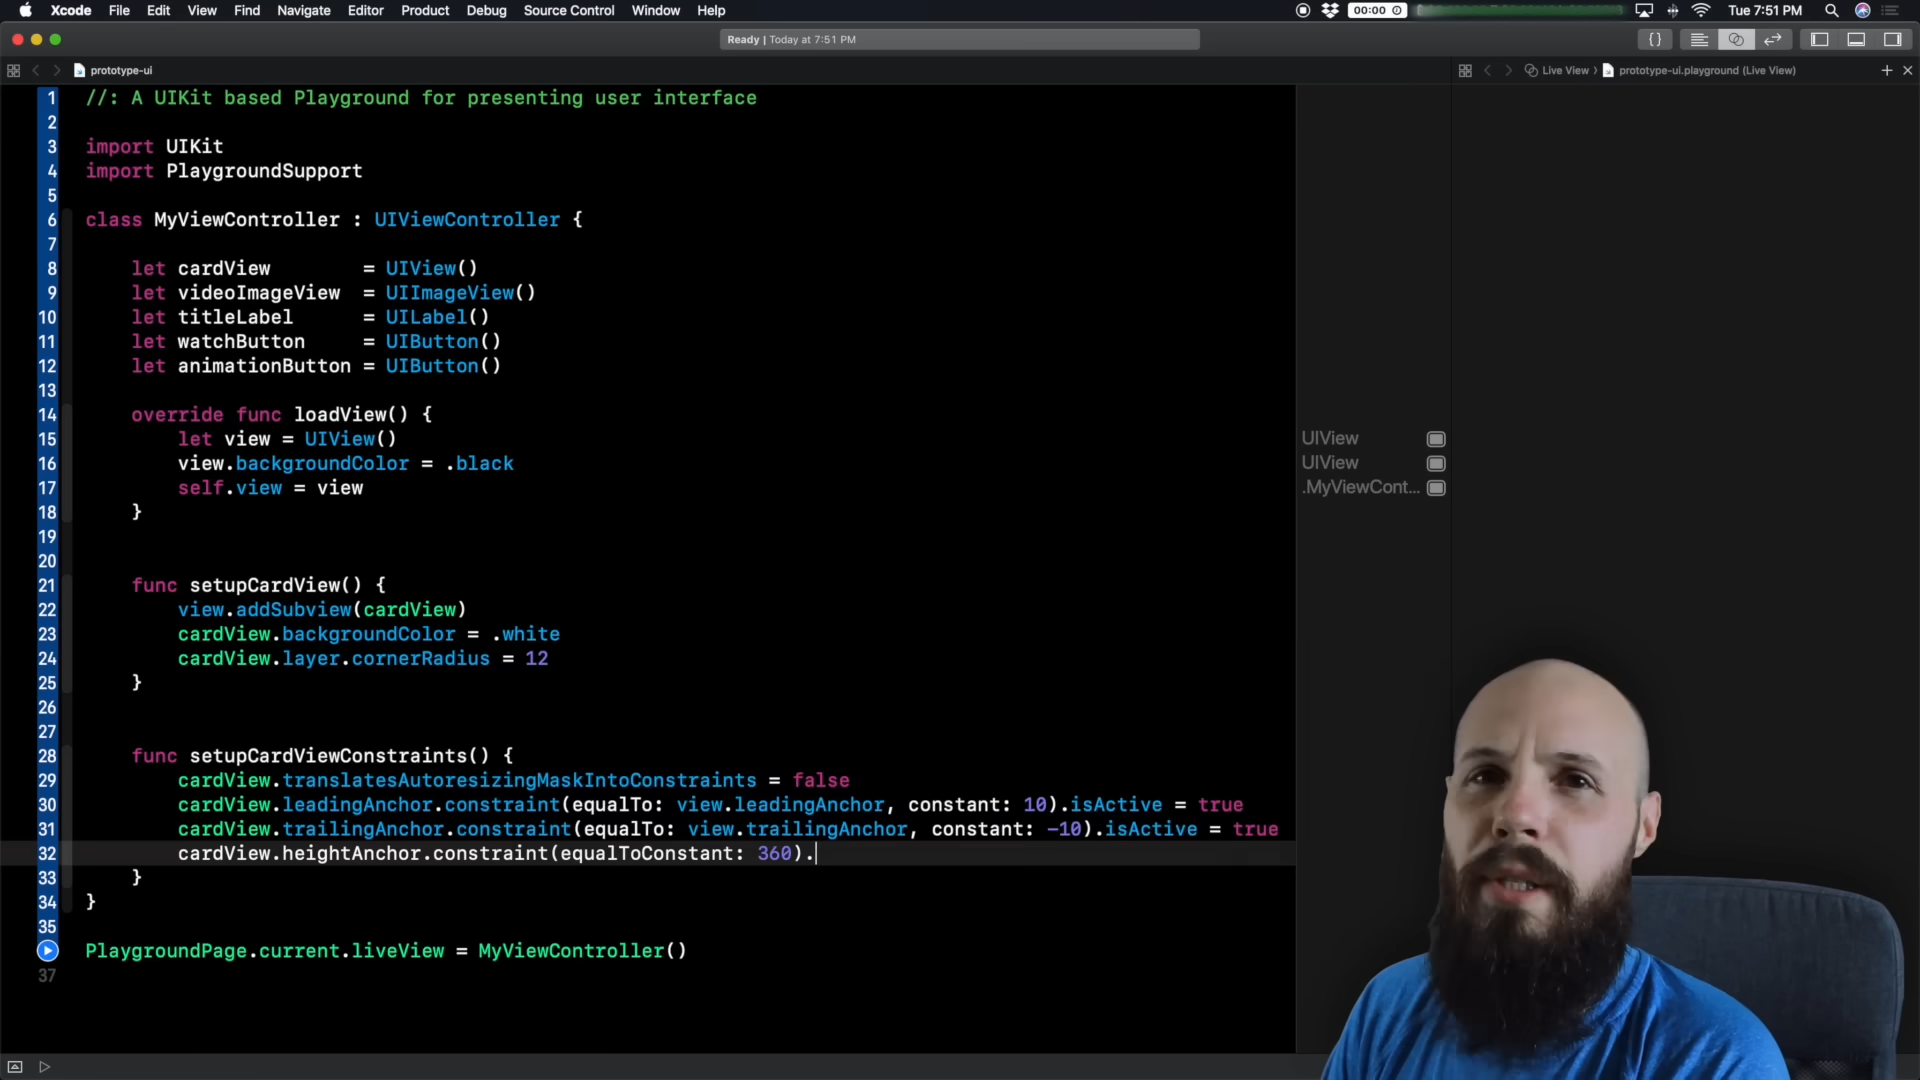 Xcode File Edit View Find Navigate Editor Product Debug Source Control Window Help
00:00
Tue 7:51 PM
Ready | Today at 7:51 PM
{}
prototype-ui
Live View
prototype-ui.playground (Live View)
1 //: A UIKit based Playground for presenting user interface
2
3 import UIKit
4 import PlaygroundSupport
5
6 class MyViewController : UIViewController {
7
8 let cardView = UIView()
9 let videoImageView = UIImageView()
10 let titleLabel = UILabel()
11 let watchButton = UIButton()
12 let animationButton = UIButton()
13
14 override func loadView() {
15 let view = UIView()
16 view.backgroundColor = .black
17 self.view = view
18 }
19
20
21 func setupCardView() {
22 view.addSubview(cardView)
23 cardView.backgroundColor = .white
24 cardView.layer.cornerRadius = 12
25 }
26
27
28 func setupCardViewConstraints() {
29 cardView.translatesAutoresizingMaskIntoConstraints = false
30 cardView.leadingAnchor.constraint(equalTo: view.leadingAnchor, constant: 10).isActive = true
31 cardView.trailingAnchor.constraint(equalTo: view.trailingAnchor, constant: -10).isActive = true
32 cardView.heightAnchor.constraint(equalToConstant: 360).
33 }
34 }
35
PlaygroundPage.current.liveView = MyViewController()
37
UIView
UIView
.MyViewCont...